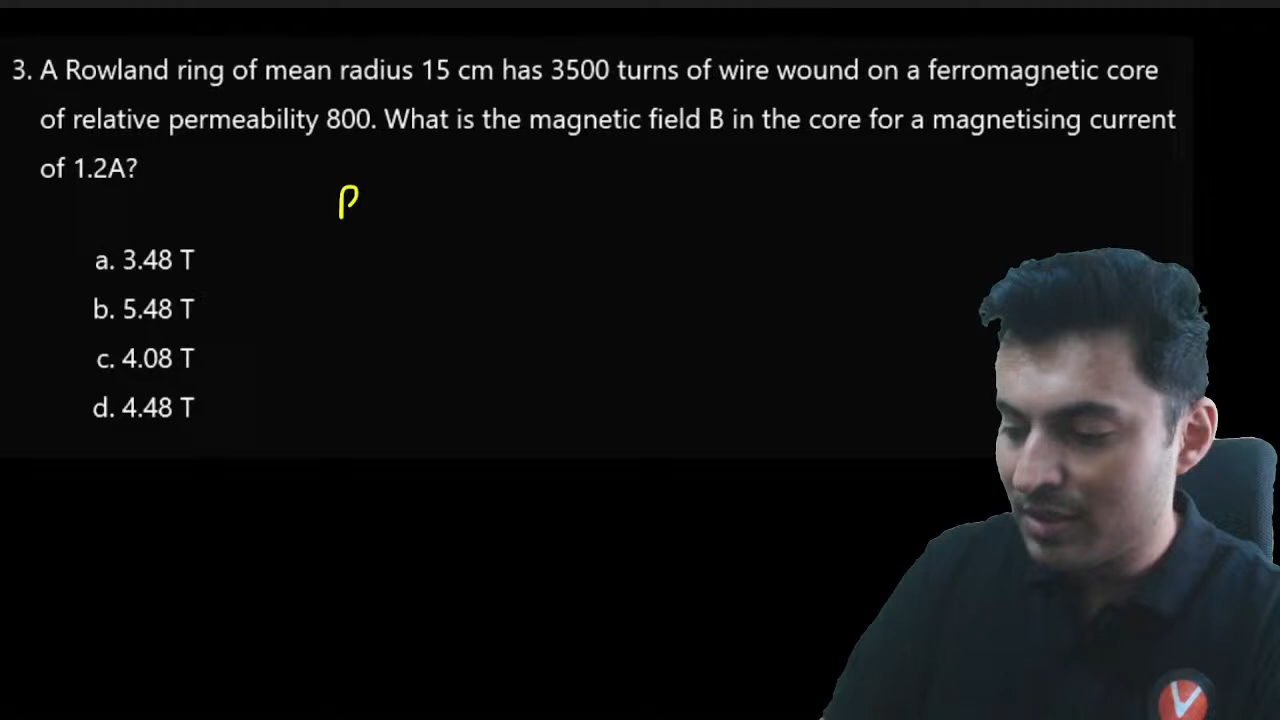 3. A Rowland ring of mean radius 15 cm has 3500 turns of wire wound on a ferromagnetic core
of relative permeability 800. What is the magnetic field B in the core for a magnetising current
of 1.2A?
a. 3.48 T
b. 5.48 T
c. 4.08 T
d. 4.48 T